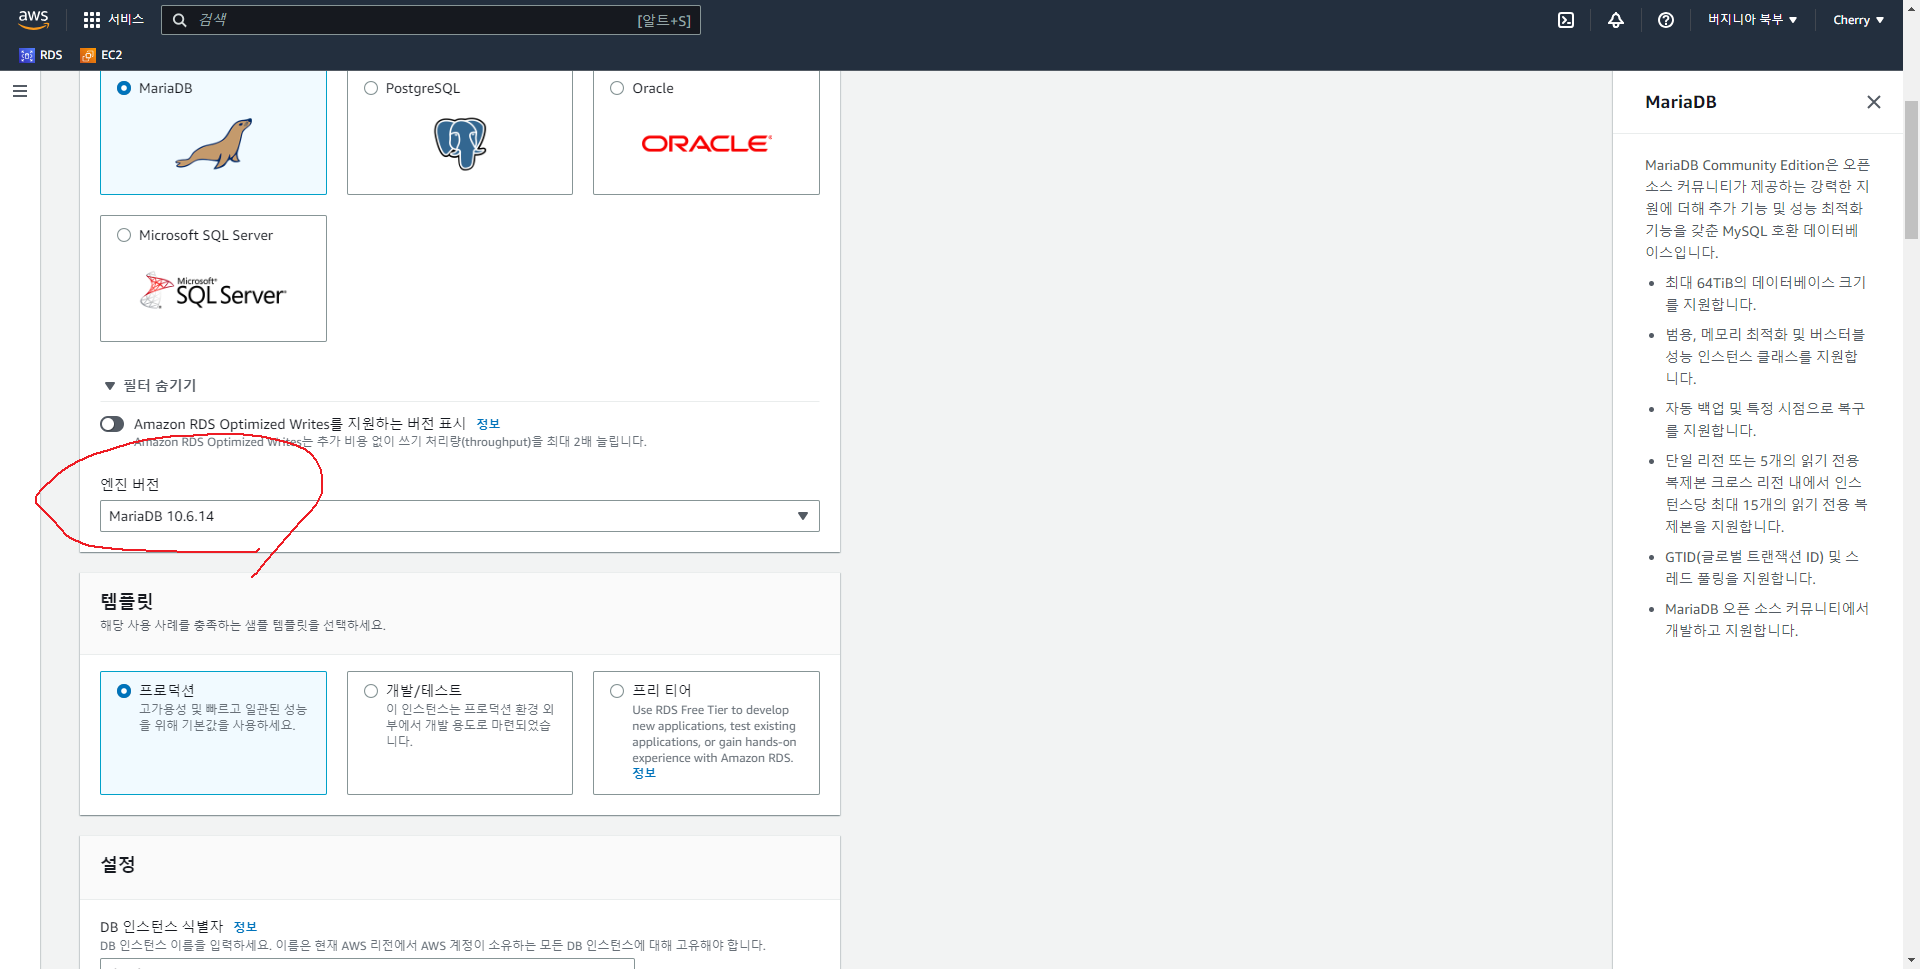 aws
서비스
검색
[알트+S]
버지니아 북부 ▼
Cherry ▼
RDS
EC2
MariaDB
PostgreSQL
Oracle
ORACLE
Microsoft SQL Server
Microsoft
SQL Server
▼ 필터 숨기기
Amazon RDS Optimized Writes를 지원하는 버전 표시 정보
Amazon RDS Optimized Writes는 추가 비용 없이 쓰기 처리량(throughput)을 최대 2배 늘립니다.
엔진 버전
MariaDB 10.6.14
템플릿
해당 사용 사례를 충족하는 샘플 템플릿을 선택하세요.
프로덕션
고가용성 및 빠르고 일관된 성능
을 위해 기본값을 사용하세요.
개발/테스트
이 인스턴스는 프로덕션 환경 외
부에서 개발 용도로 마련되었습
니다.
프리 티어
Use RDS Free Tier to develop
new applications, test existing
applications, or gain hands-on
experience with Amazon RDS.
정보
설정
DB 인스턴스 식별자 정보
DB 인스턴스 이름을 입력하세요. 이름은 현재 AWS 리전에서 AWS 계정이 소유하는 모든 DB 인스턴스에 대해 고유해야 합니다.
MariaDB
MariaDB Community Edition은 오픈
소스 커뮤니티가 제공하는 강력한 지
원에 더해 추가 기능 및 성능 최적화
기능을 갖춘 MySQL 호환 데이터베
이스입니다.
• 최대 64TiB의 데이터베이스 크기
를 지원합니다.
• 범용, 메모리 최적화 및 버스터블
성능 인스턴스 클래스를 지원합
니다.
• 자동 백업 및 특정 시점으로 복구
를 지원합니다.
• 단일 리전 또는 5개의 읽기 전용
복제본 크로스 리전 내에서 인스
턴스당 최대 15개의 읽기 전용 복
제본을 지원합니다.
• GTID(글로벌 트랜잭션 ID) 및 스
레드 풀링을 지원합니다.
• MariaDB 오픈 소스 커뮤니티에서
개발하고 지원합니다.